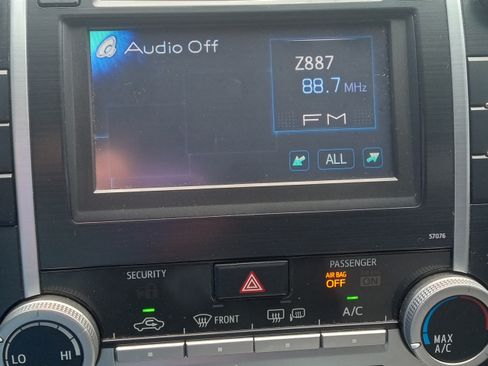 Audio Off
Z887
88.7 MHz
FM
ALL
57076
SECURITY
PASSENGER
AIR BAG
OFF
ON
FRONT
A/C
LO HI
MAX
A/C